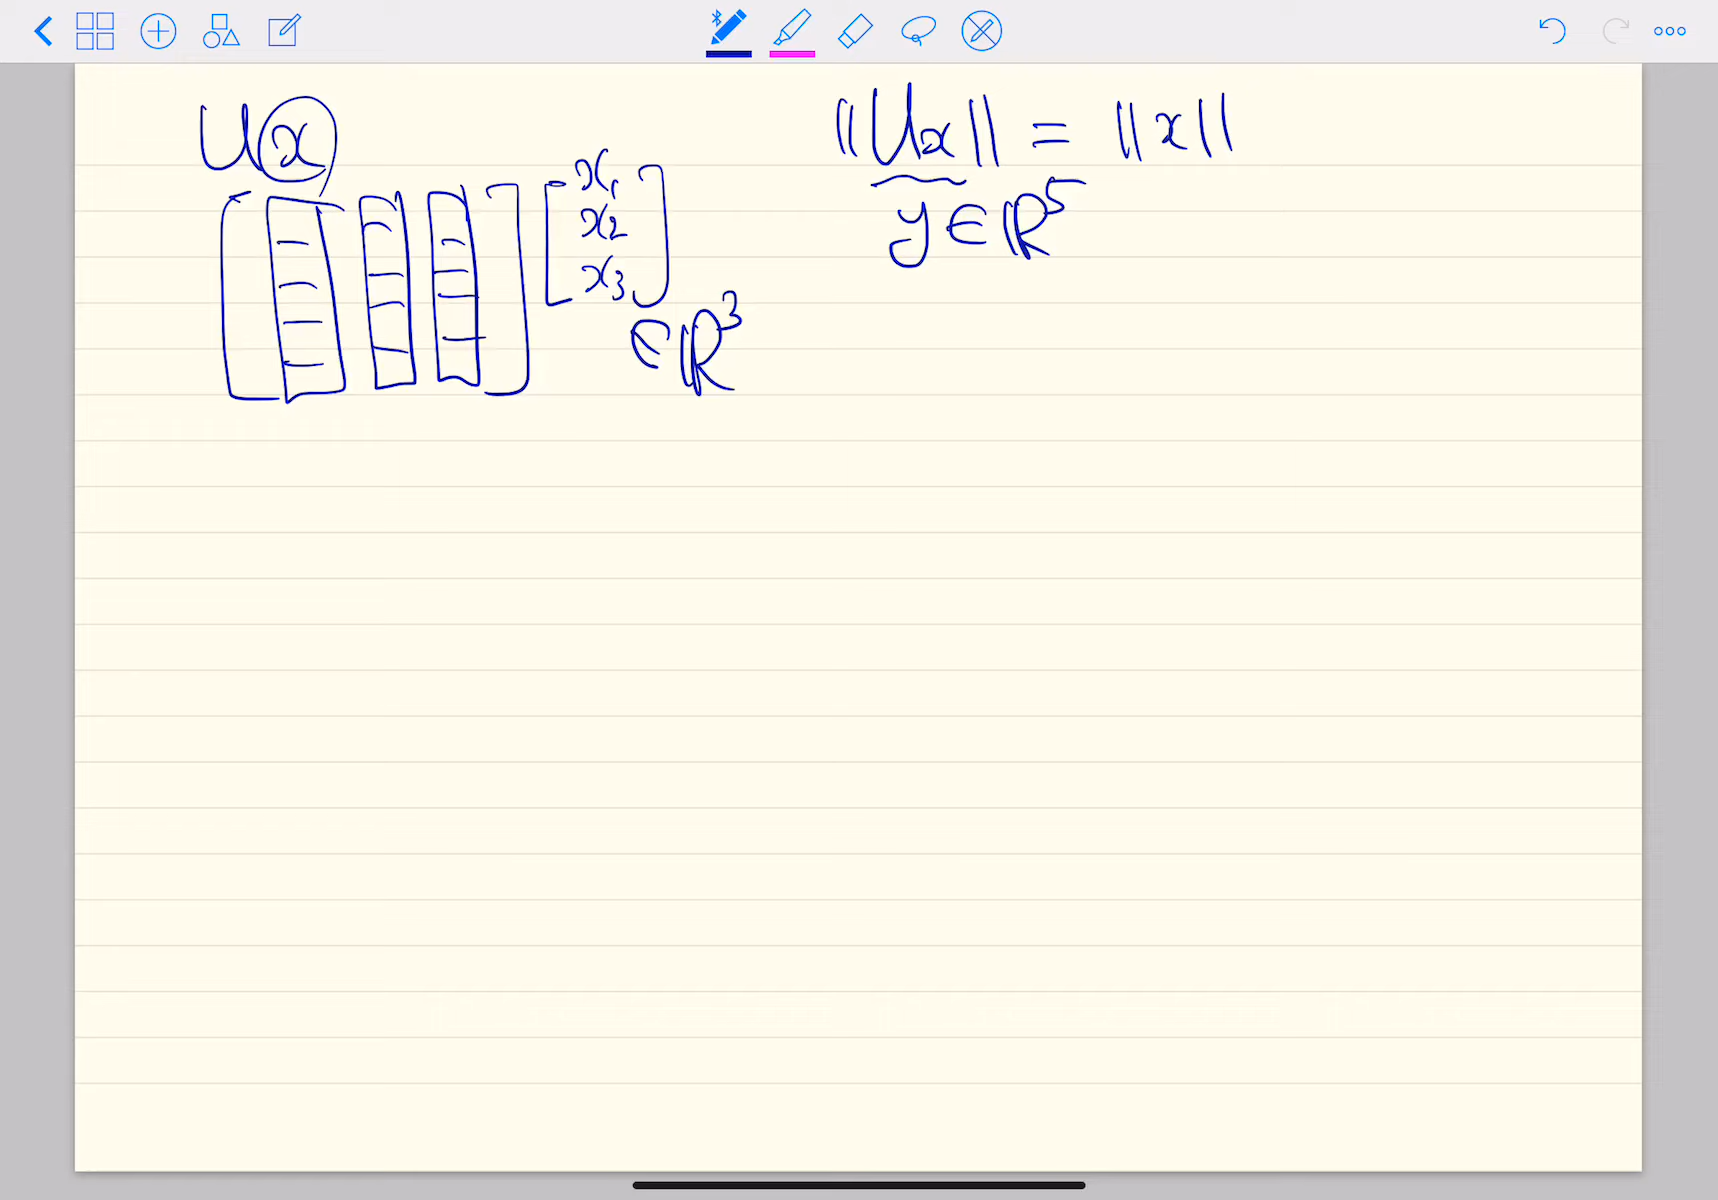 Ux
‖Ux‖ = ‖x‖
x₁
x₂
x₃
∈ ℝ³
y ∈ ℝ⁵